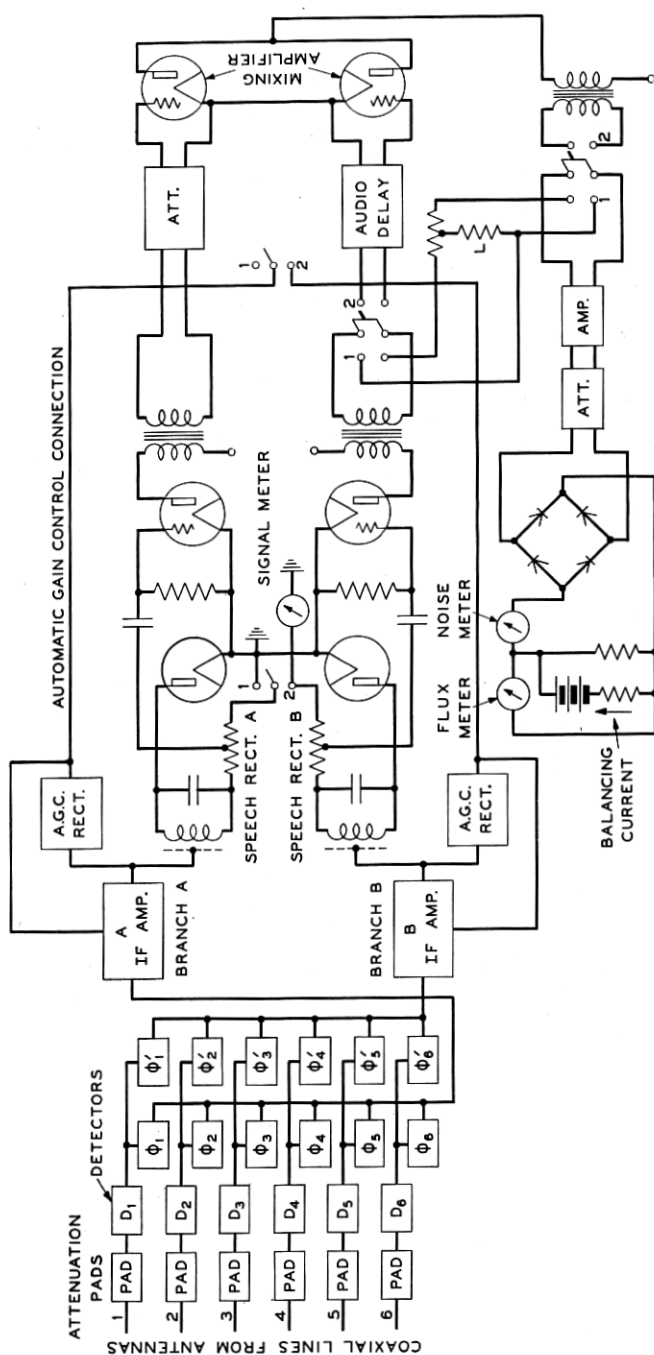 COAXIAL LINES FROM ANTENNAS
ATTENUATION
PADS
DETECTORS
1 PAD D1 Φ1 Φ'1
2 PAD D2 Φ2 Φ'2
3 PAD D3 Φ3 Φ'3
4 PAD D4 Φ4 Φ'4
5 PAD D5 Φ5 Φ'5
6 PAD D6 Φ6 Φ'6
A
IF AMP.
BRANCH A
BRANCH B
B
IF AMP.
A.G.C.
RECT.
A.G.C.
RECT.
AUTOMATIC GAIN CONTROL CONNECTION
SPEECH RECT. A
SPEECH RECT. B
1
2
SIGNAL METER
1
2
ATT.
1
2
AUDIO
DELAY
MIXING
AMPLIFIER
L
1
2
AMP.
ATT.
NOISE
METER
FLUX
METER
BALANCING
CURRENT